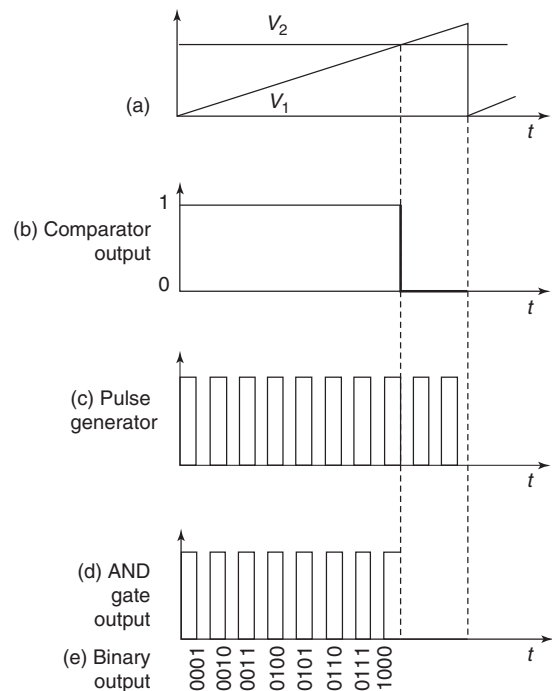 V2
V1
(a)
t
1
(b) Comparator
output
0
t
(c) Pulse
generator
t
(d) AND
gate
output
t
(e) Binary
output
0001 0010 0011 0100 0101 0110 0111 1000